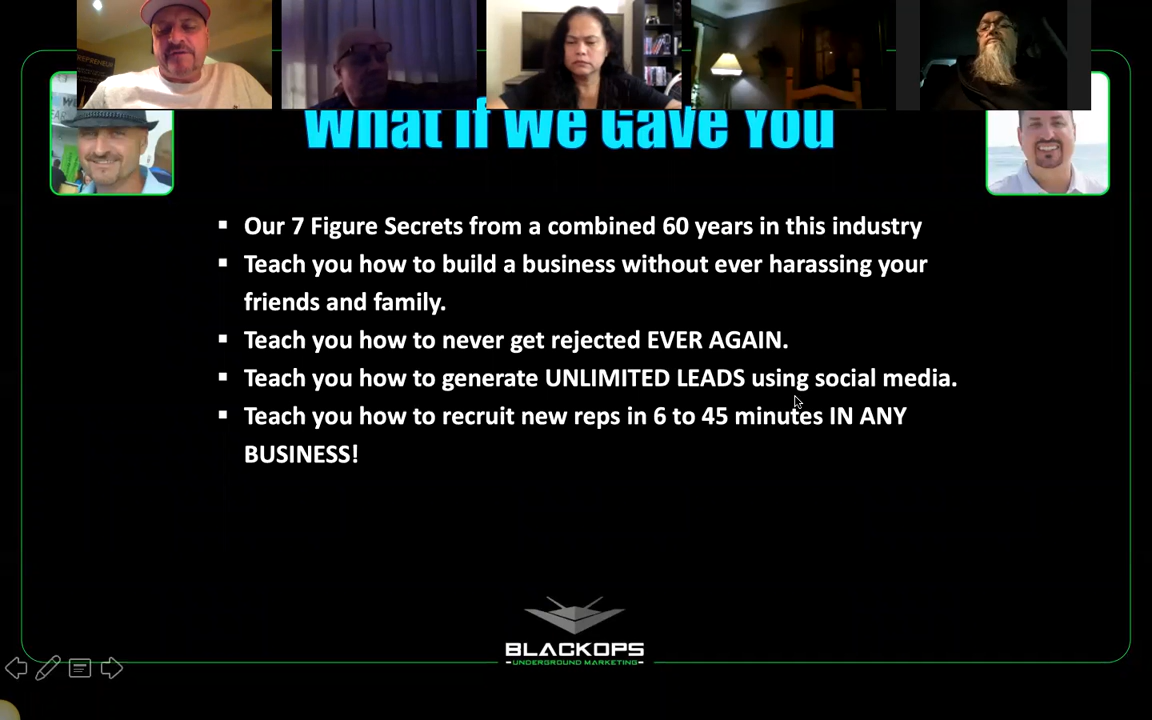 What If We Gave You
▪ Our 7 Figure Secrets from a combined 60 years in this industry
▪ Teach you how to build a business without ever harassing your
friends and family.
▪ Teach you how to never get rejected EVER AGAIN.
▪ Teach you how to generate UNLIMITED LEADS using social media.
▪ Teach you how to recruit new reps in 6 to 45 minutes IN ANY
BUSINESS!
BLACKOPS
UNDERGROUND MARKETING